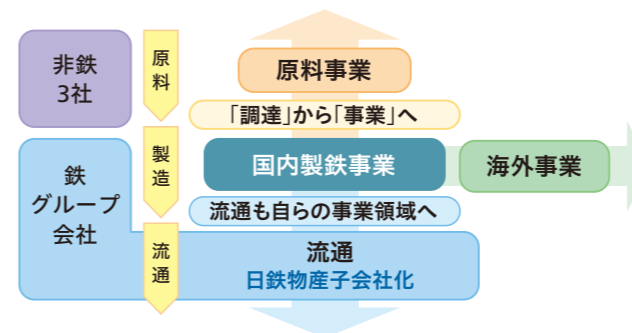 非鉄
3社
原料
原料事業
「調達」から「事業」へ
鉄
グループ
会社
製造
国内製鉄事業
海外事業
流通も自らの事業領域へ
流通
流通
日鉄物産子会社化